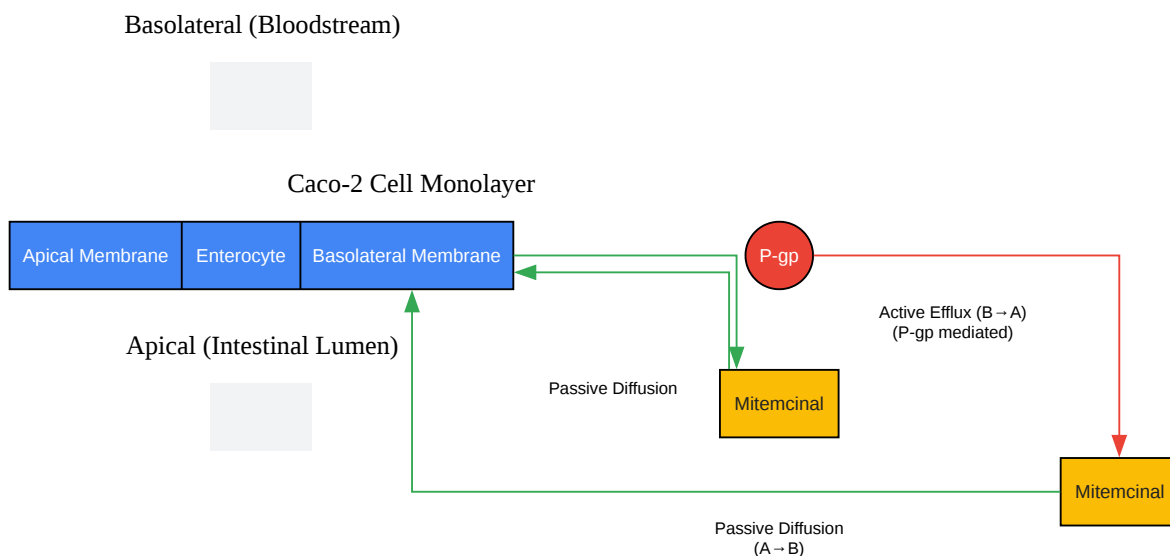 Basolateral (Bloodstream)
Caco-2 Cell Monolayer
Apical Membrane
Enterocyte
Basolateral Membrane
P-gp
Active Efflux (B→A)
(P-gp mediated)
Apical (Intestinal Lumen)
Passive Diffusion
Mitemcinal
Mitemcinal
Passive Diffusion
(A→B)